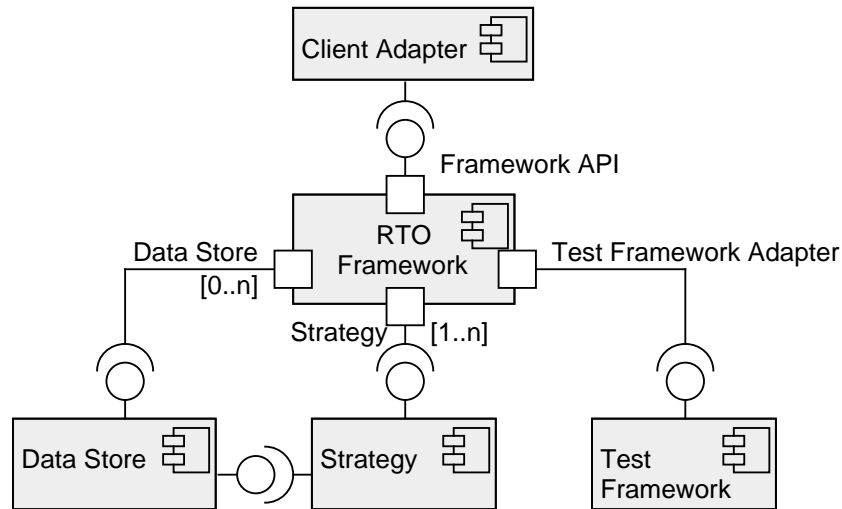 Client Adapter
Framework API
RTO
Framework
Data Store
[0..n]
Test Framework Adapter
Strategy
[1..n]
Data Store
Strategy
Test
Framework